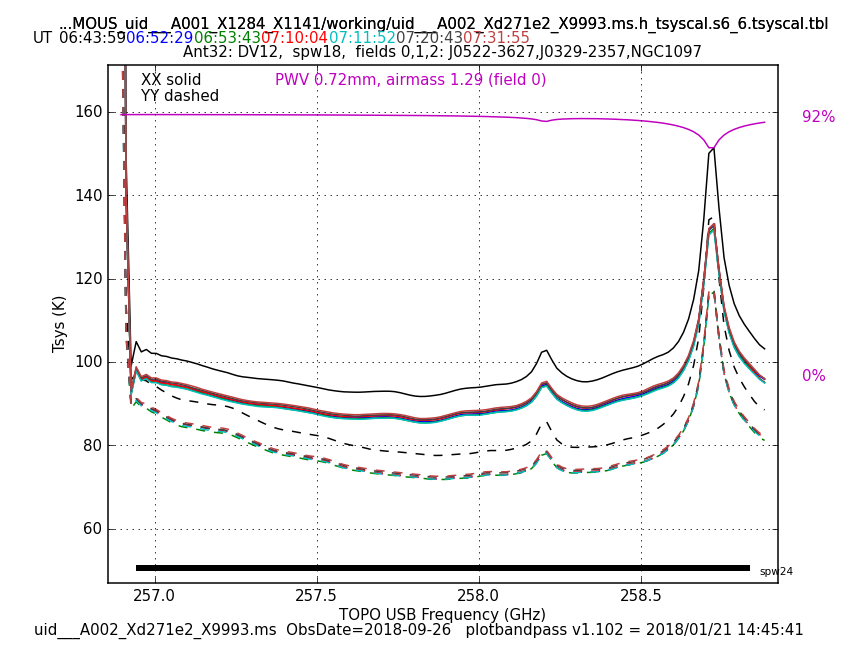 ...MOUS_uid___A001_X1284_X1141/working/uid___A002_Xd271e2_X9993.ms.h_tsyscal.s6_6.tsyscal.tbl
UT 06:43:59 06:52:29 06:53:43 07:10:04 07:11:52 07:20:43 07:31:55
Ant32: DV12, spw18, fields 0,1,2: J0522-3627,J0329-2357,NGC1097
XX solid
PWV 0.72mm, airmass 1.29 (field 0)
YY dashed
160
92%
140
120
Tsys (K)
100
0%
80
60
spw24
257.0 257.5 258.0 258.5
TOPO USB Frequency (GHz)
uid___A002_Xd271e2_X9993.ms ObsDate=2018-09-26 plotbandpass v1.102 = 2018/01/21 14:45:41